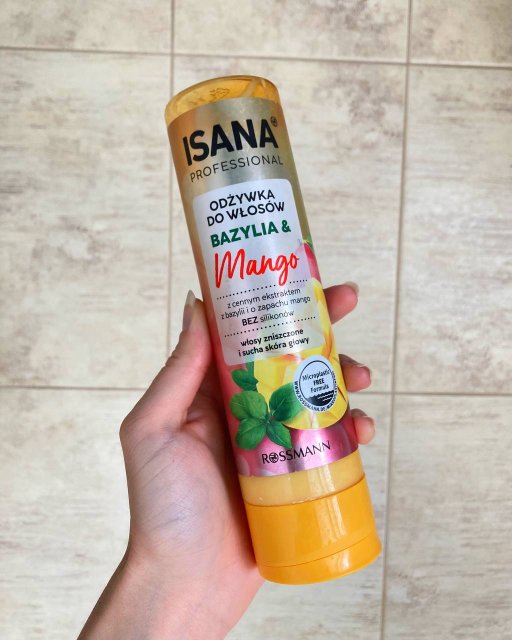 ISANA®
PROFESSIONAL
ODŻYWKA
DO WŁOSÓW
BAZYLIA &
Mango
z cennym ekstraktem
z bazylii i o zapachu mango
BEZ silikonów
włosy zniszczone
i sucha skóra głowy
Microplastic
FREE
Formula
ROSSMANN